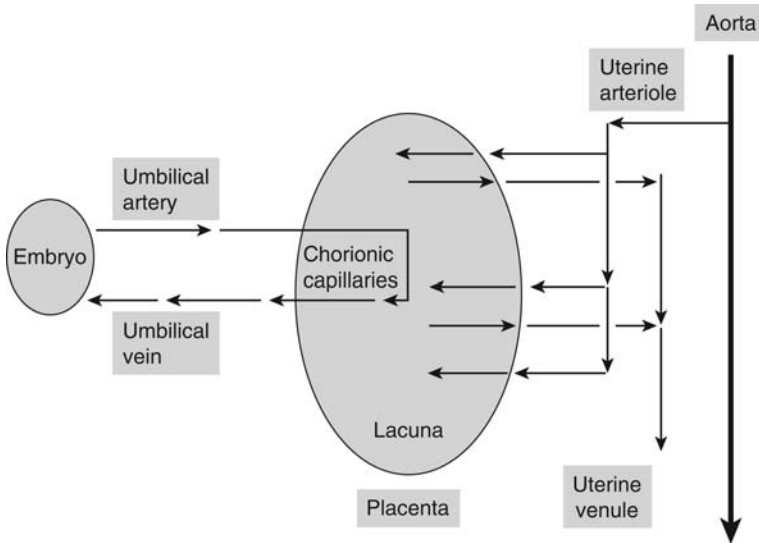 Aorta
Uterine
arteriole
Umbilical
artery
Embryo
Chorionic
capillaries
Umbilical
vein
Lacuna
Placenta
Uterine
venule